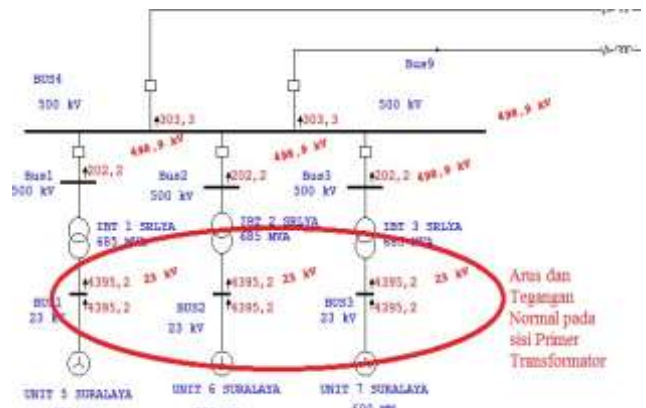 Bus9
BUS4
500 kV
500 kV
303,3
303,3
498,9 kV
498,9 kV
498,9 kV
498,9 kV
Bus1
202,2
Bus2
202,2
Bus3
202,2
500 kV
500 kV
500 kV
IBT 1 SRLYA
685 MVA
IBT 2 SRLYA
685 MVA
IBT 3 SRLYA
685 MVA
4395,2
23 kV
4395,2
23 kV
4395,2
23 kV
BUS1
4395,2
BUS2
4395,2
BUS3
4395,2
23 kV
23 kV
23 kV
Arus dan
Tegangan
Normal pada
sisi Primer
Transformator
UNIT 5 SURALAYA
UNIT 6 SURALAYA
UNIT 7 SURALAYA